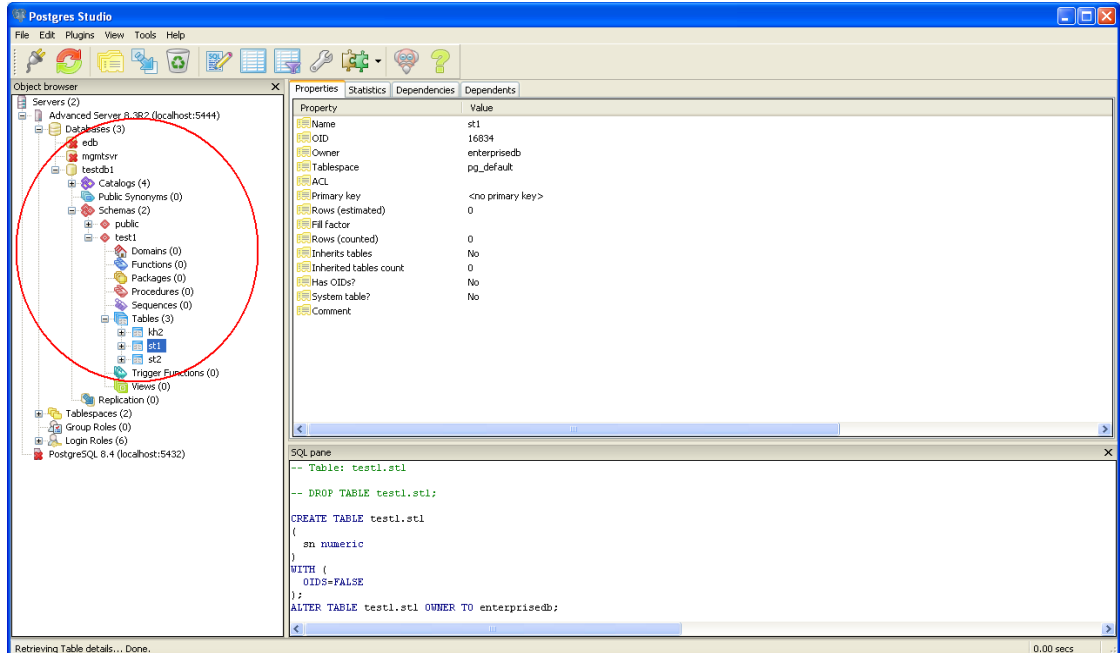 Postgres Studio
File Edit Plugins View Tools Help
Object browser
Servers (2)
Advanced Server 8.3R2 (localhost:5444)
Databases (3)
edb
mgmtsvr
testdb1
Catalogs (4)
Public Synonyms (0)
Schemas (2)
public
test1
Domains (0)
Functions (0)
Packages (0)
Procedures (0)
Sequences (0)
Tables (3)
kh2
st1
st2
Trigger Functions (0)
Views (0)
Replication (0)
Tablespaces (2)
Group Roles (0)
Login Roles (6)
PostgreSQL 8.4 (localhost:5432)
Properties Statistics Dependencies Dependents
Property Value
Name st1
OID 16834
Owner enterprisedb
Tablespace pg_default
ACL
Primary key <no primary key>
Rows (estimated) 0
Fill factor
Rows (counted) 0
Inherits tables No
Inherited tables count 0
Has OIDs? No
System table? No
Comment
SQL pane
-- Table: test1.st1
-- DROP TABLE test1.st1;
CREATE TABLE test1.st1
(
sn numeric
)
WITH (
OIDS=FALSE
);
ALTER TABLE test1.st1 OWNER TO enterprisedb;
Retrieving Table details... Done. 0.00 secs